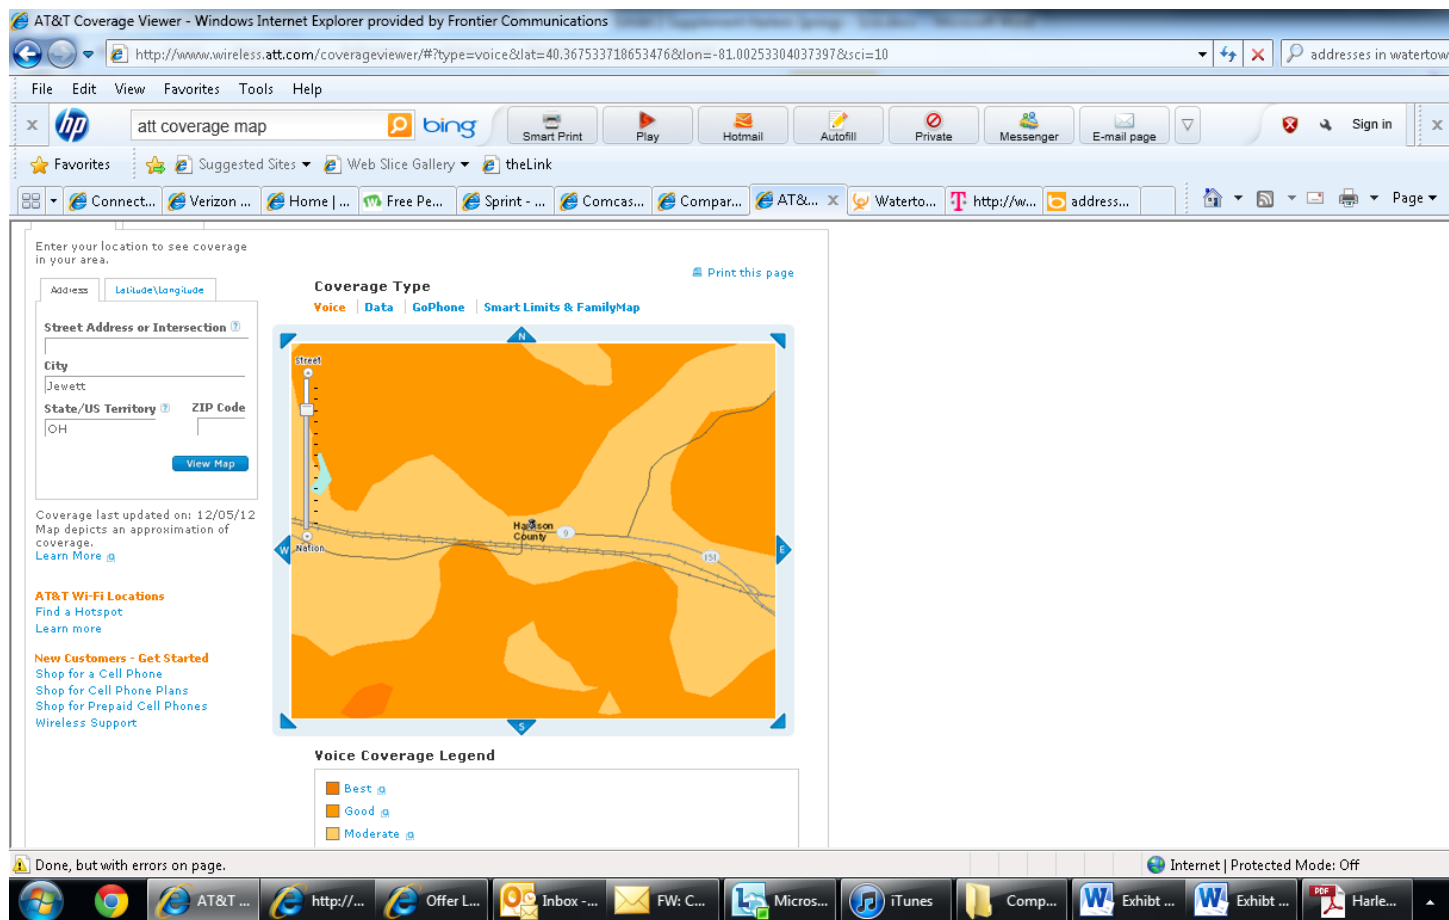 AT&T Coverage Viewer - Windows Internet Explorer provided by Frontier Communications
http://www.wireless.att.com/coverageviewer/#?type=voice&lat=40.367533718653476&lon=-81.00253304037397&sci=10
addresses in watertow
File Edit View Favorites Tools Help
x hp att coverage map bing Smart Print Play Hotmail Autofill Private Messenger E-mail page Sign in x
Favorites Suggested Sites Web Slice Gallery theLink
Connect... Verizon ... Home | ... Free Pe... Sprint - ... Comcas... Compar... AT&... x Waterto... http://w... address... Page
Enter your location to see coverage
in your area.
Address Latitude\Longitude
Street Address or Intersection ?
City
Jewett
State/US Territory ? ZIP Code
OH
View Map
Coverage last updated on: 12/05/12
Map depicts an approximation of
coverage.
Learn More
AT&T Wi-Fi Locations
Find a Hotspot
Learn more
New Customers - Get Started
Shop for a Cell Phone
Shop for Cell Phone Plans
Shop for Prepaid Cell Phones
Wireless Support
Print this page
Coverage Type
Voice Data GoPhone Smart Limits & FamilyMap
N
Street
Harrison
County
9
W
Nation
E
151
S
Voice Coverage Legend
Best
Good
Moderate
Done, but with errors on page.
Internet | Protected Mode: Off
AT&T ... http://... Offer L... Inbox -... FW: C... Micros... iTunes Comp... Exhibt ... Exhibt ... PDF Harle...